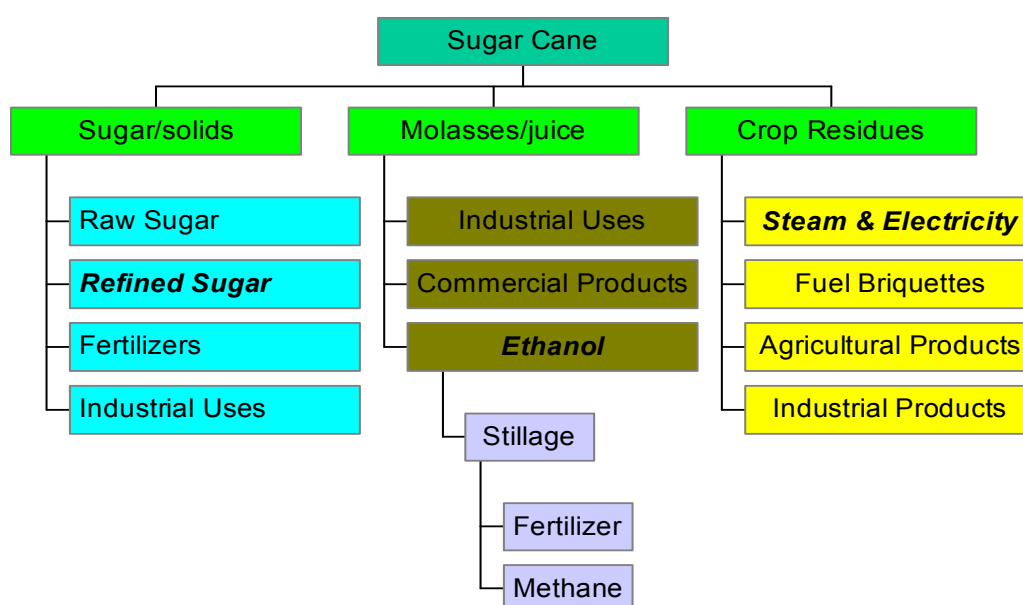 Sugar Cane
Sugar/solids
Molasses/juice
Crop Residues
Raw Sugar
Refined Sugar
Fertilizers
Industrial Uses
Industrial Uses
Commercial Products
Ethanol
Stillage
Fertilizer
Methane
Steam & Electricity
Fuel Briquettes
Agricultural Products
Industrial Products